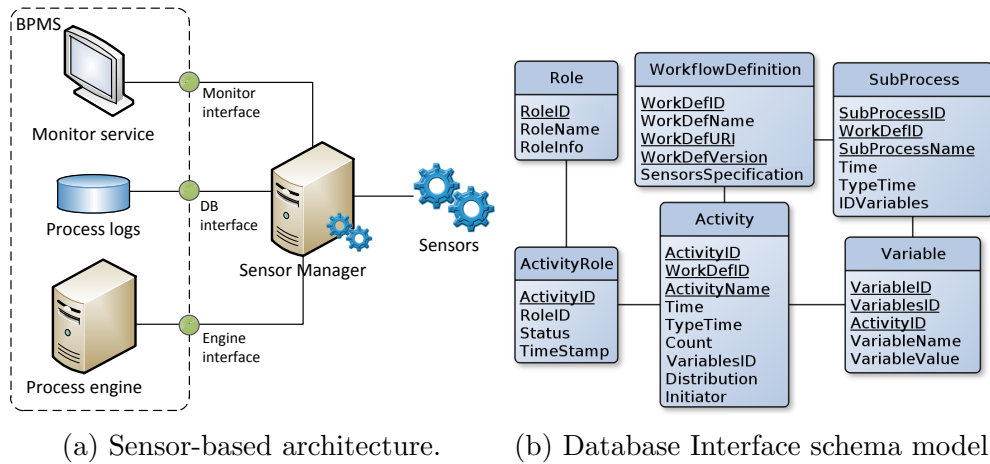 BPMS
Monitor
interface
Monitor service
DB
interface
Process logs
Sensor Manager
Sensors
Engine
interface
Process engine
(a) Sensor-based architecture.
Role
RoleID
RoleName
RoleInfo
WorkflowDefinition
WorkDefID
WorkDefName
WorkDefURI
WorkDefVersion
SensorsSpecification
SubProcess
SubProcessID
WorkDefID
SubProcessName
Time
TypeTime
IDVariables
ActivityRole
ActivityID
RoleID
Status
TimeStamp
Activity
ActivityID
WorkDefID
ActivityName
Time
TypeTime
Count
VariablesID
Distribution
Initiator
Variable
VariableID
VariablesID
ActivityID
VariableName
VariableValue
(b) Database Interface schema model